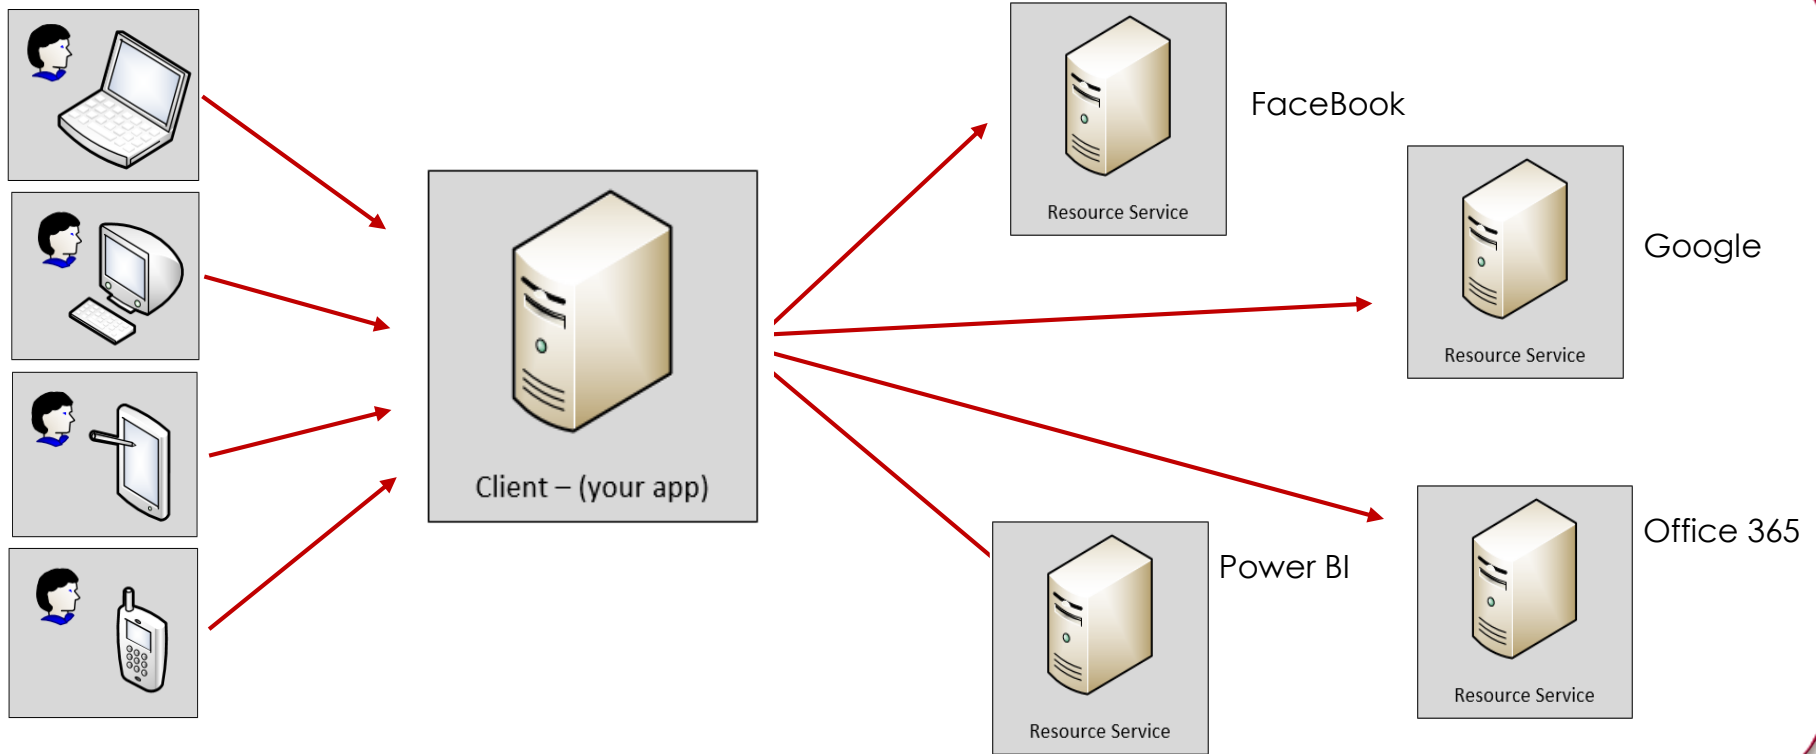 FaceBook
Resource Service
Google
Resource Service
Client – (your app)
Office 365
Resource Service
Power BI
Resource Service